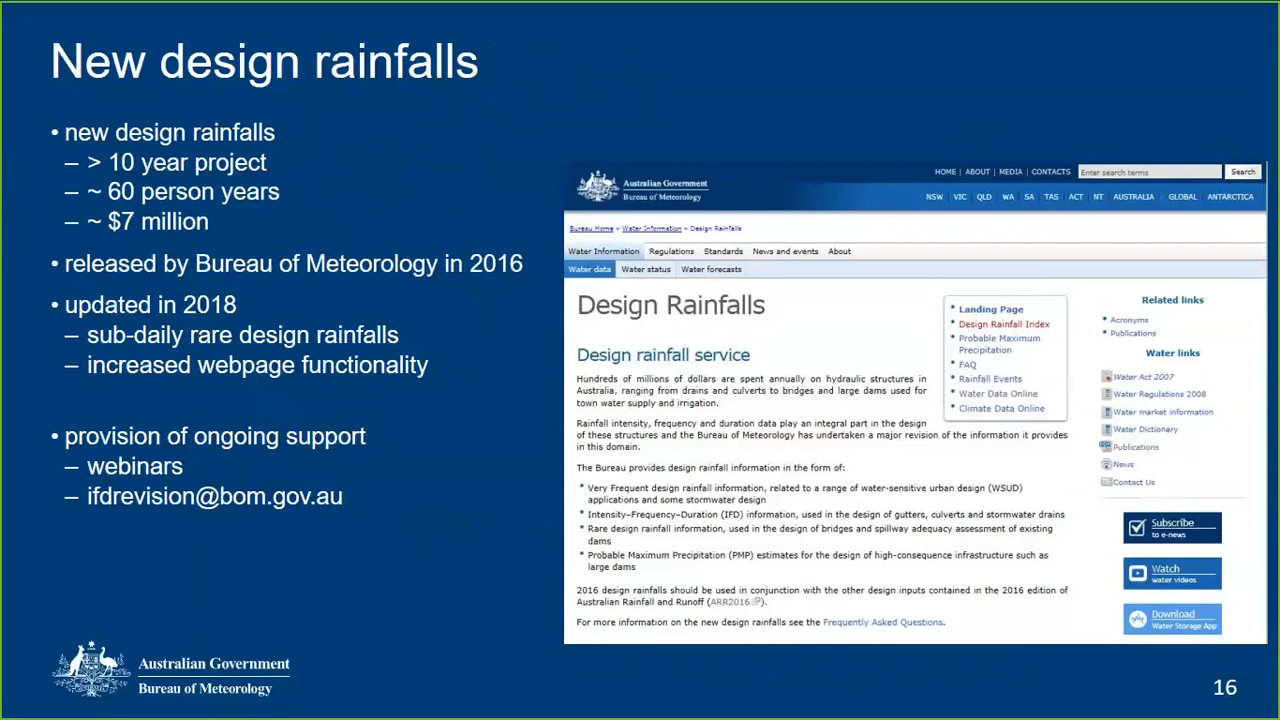 New design rainfalls
• new design rainfalls
– > 10 year project
– ~ 60 person years
– ~ $7 million
• released by Bureau of Meteorology in 2016
• updated in 2018
– sub-daily rare design rainfalls
– increased webpage functionality
• provision of ongoing support
– webinars
– ifdrevision@bom.gov.au
Australian Government
Bureau of Meteorology
HOME | ABOUT | MEDIA | CONTACTS
Enter search terms
Search
NSW VIC QLD WA SA TAS ACT NT AUSTRALIA GLOBAL ANTARCTICA
Bureau Home » Water Information » Design Rainfalls
Water Information Regulations Standards News and events About
Water data Water status Water forecasts
Design Rainfalls
Design rainfall service
Hundreds of millions of dollars are spent annually on hydraulic structures in
Australia, ranging from drains and culverts to bridges and large dams used for
town water supply and irrigation.
Rainfall intensity, frequency and duration data play an integral part in the design
of these structures and the Bureau of Meteorology has undertaken a major revision of the information it provides
in this domain.
The Bureau provides design rainfall information in the form of:
• Very Frequent design rainfall information, related to a range of water-sensitive urban design (WSUD)
applications and some stormwater design
• Intensity–Frequency–Duration (IFD) information, used in the design of gutters, culverts and stormwater drains
• Rare design rainfall information, used in the design of bridges and spillway adequacy assessment of existing
dams
• Probable Maximum Precipitation (PMP) estimates for the design of high-consequence infrastructure such as
large dams
2016 design rainfalls should be used in conjunction with the other design inputs contained in the 2016 edition of
Australian Rainfall and Runoff (ARR2016).
For more information on the new design rainfalls see the Frequently Asked Questions.
• Landing Page
• Design Rainfall Index
• Probable Maximum
Precipitation
• FAQ
• Rainfall Events
• Water Data Online
• Climate Data Online
Related links
• Acronyms
• Publications
Water links
Water Act 2007
Water Regulations 2008
Water market information
Water Dictionary
Publications
News
Contact Us
Subscribe
to e-news
Watch
water videos
Download
Water Storage App
Australian Government
Bureau of Meteorology
16